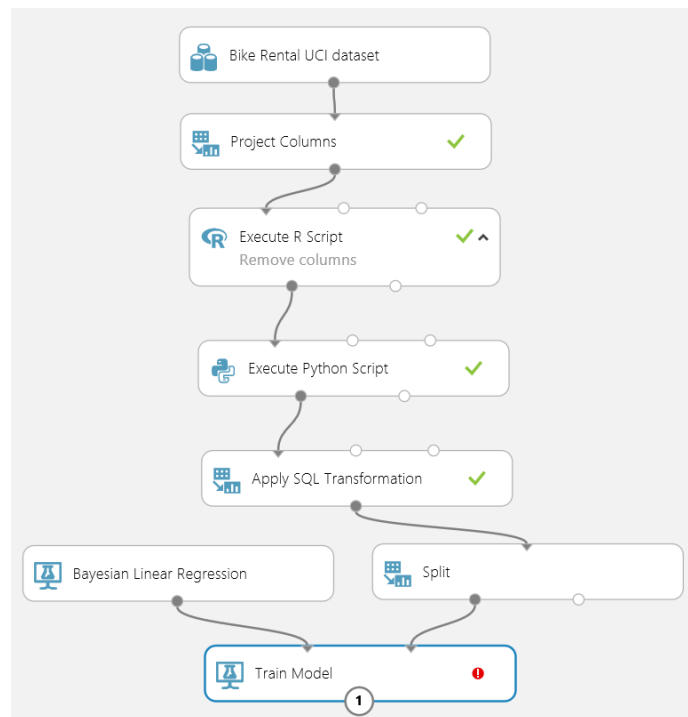 Bike Rental UCI dataset
Project Columns
Execute R Script
Remove columns
Execute Python Script
Apply SQL Transformation
Bayesian Linear Regression
Split
Train Model
1